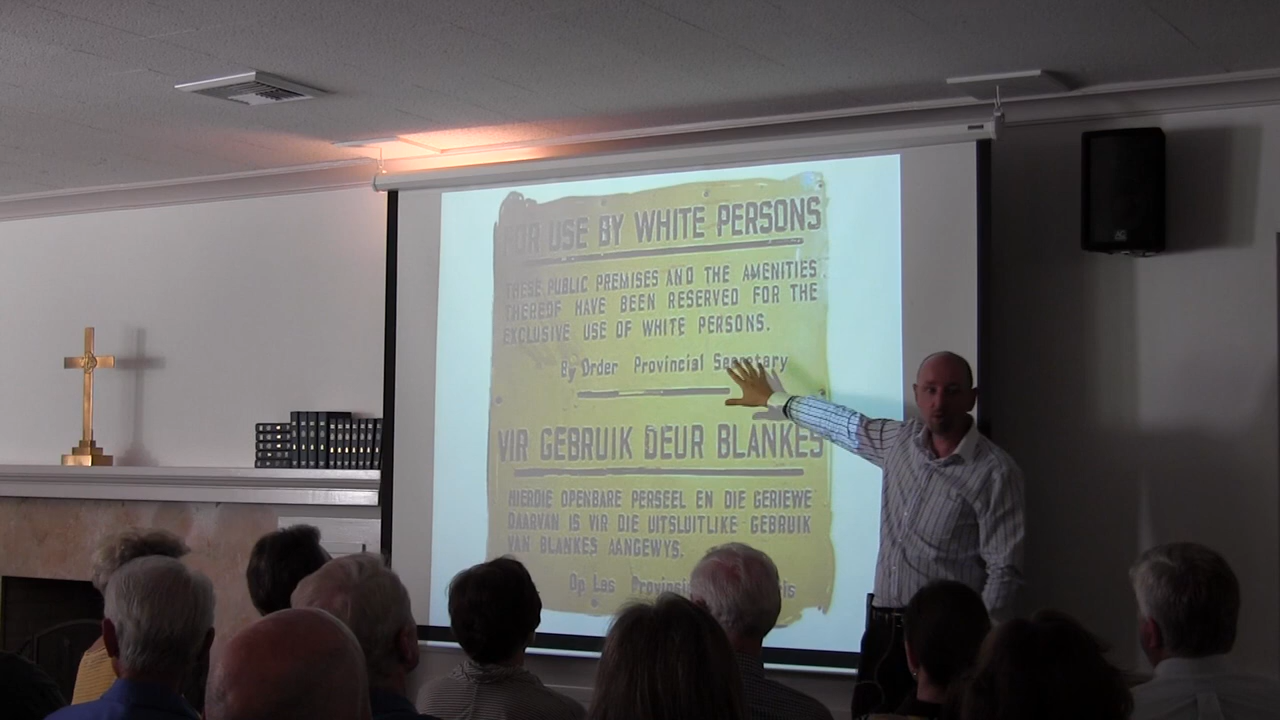 FOR USE BY WHITE PERSONS
THESE PUBLIC PREMISES AND THE AMENITIES
THEREOF HAVE BEEN RESERVED FOR THE
EXCLUSIVE USE OF WHITE PERSONS.
By Order Provincial Secretary
VIR GEBRUIK DEUR BLANKES
HIERDIE OPENBARE PERSEEL EN DIE GERIEWE
DAARVAN IS VIR DIE UITSLUITLIKE GEBRUIK
VAN BLANKES AANGEWYS.
Op Las